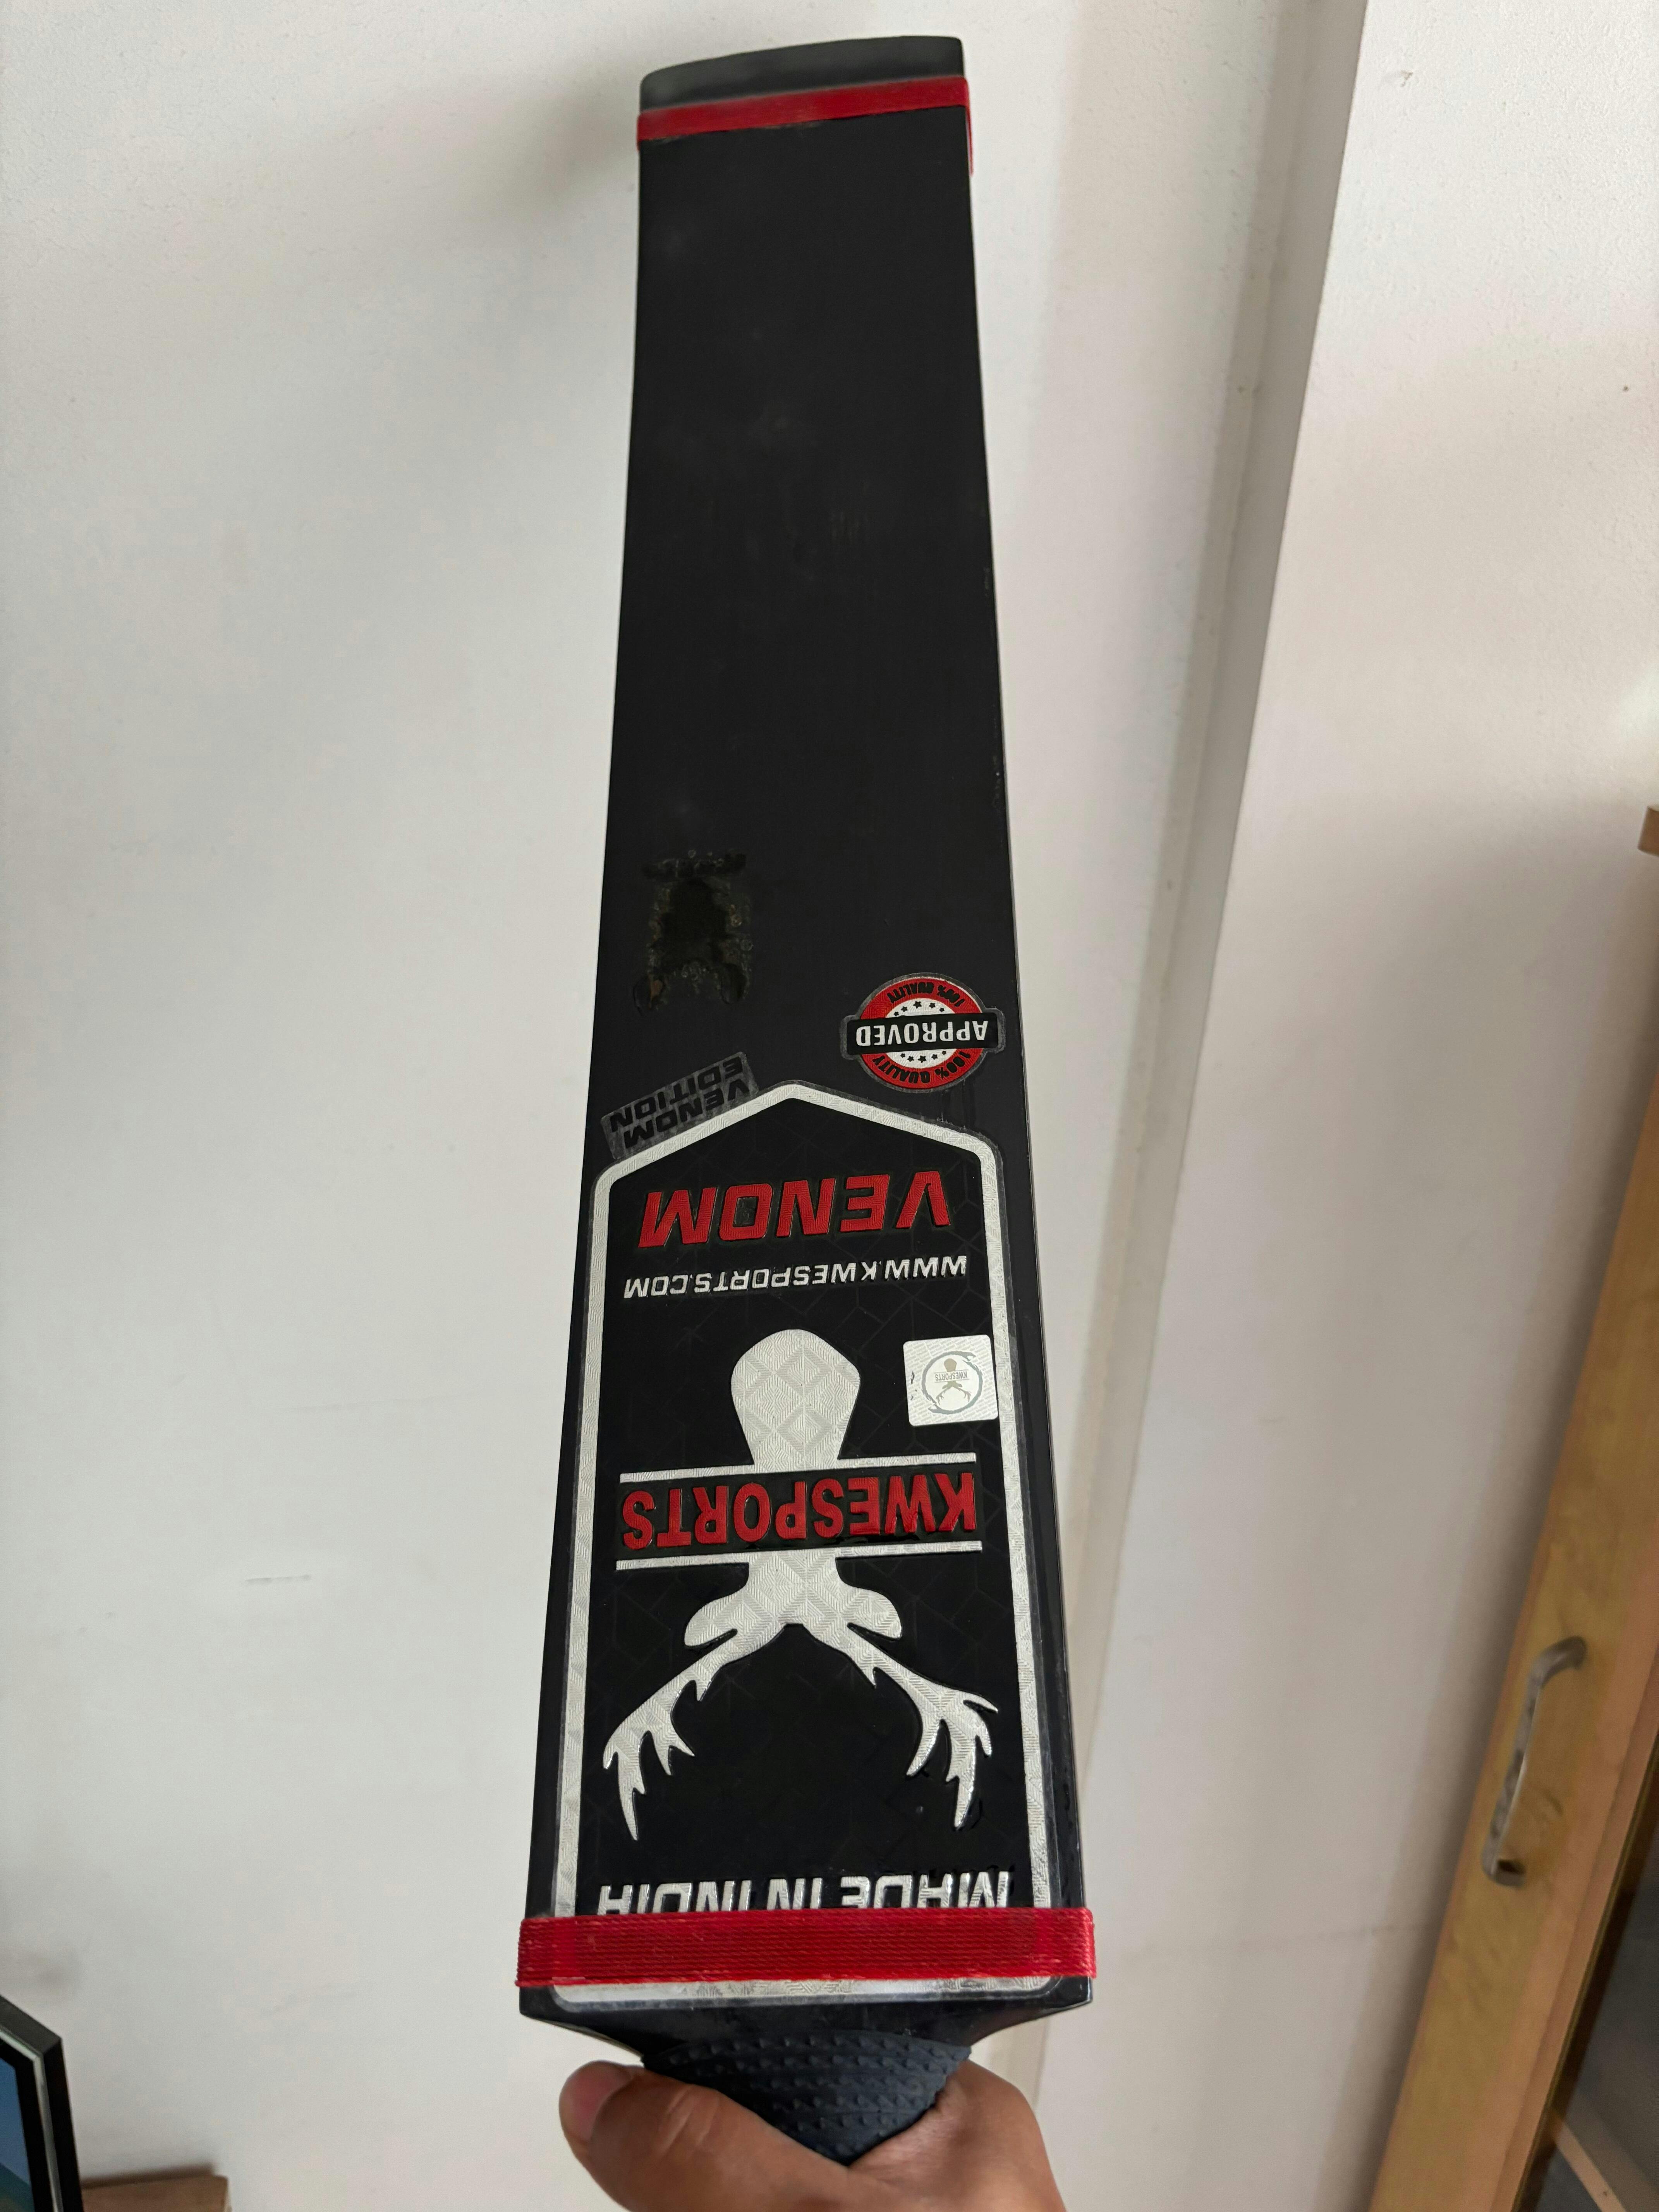 MADE IN INDIA
KWESPORTS
KWESPORTS
WWW.KWESPORTS.COM
VENOM
VENOM
EDITION
100% QUALITY
APPROVED
100% QUALITY